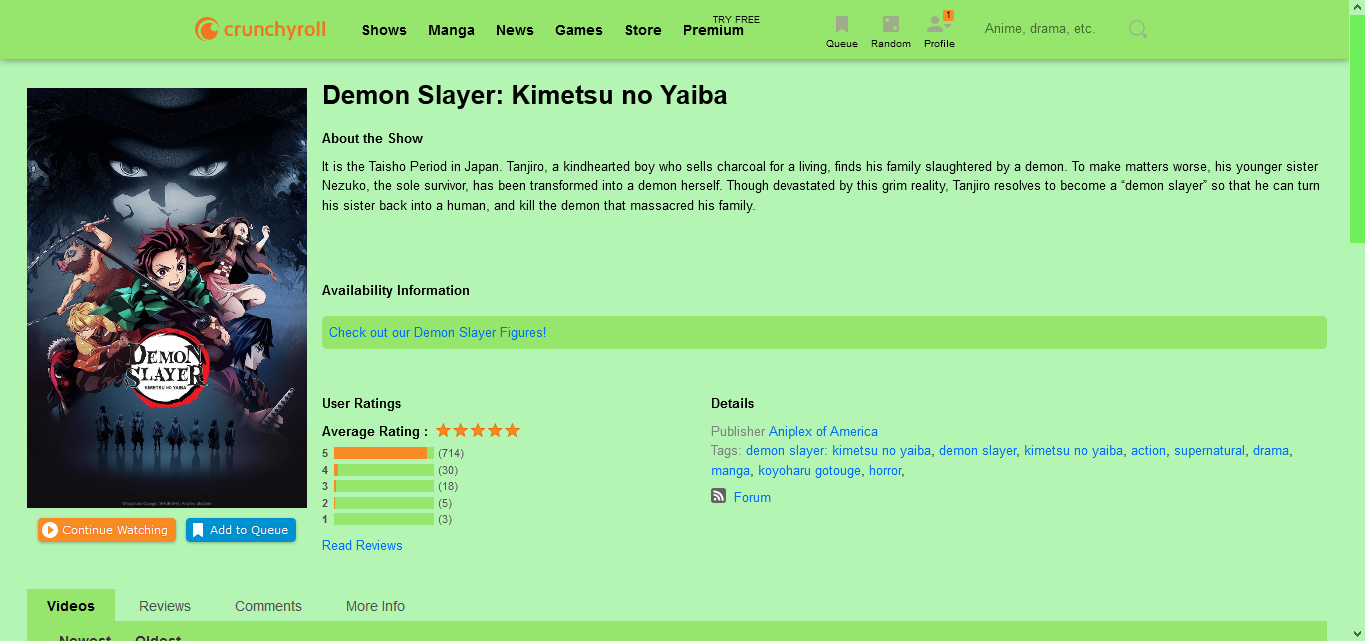 crunchyroll
Shows Manga News Games Store Premium
TRY FREE
Queue Random Profile
1
Anime, drama, etc.
Demon Slayer: Kimetsu no Yaiba
About the Show
It is the Taisho Period in Japan. Tanjiro, a kindhearted boy who sells charcoal for a living, finds his family slaughtered by a demon. To make matters worse, his younger sister
Nezuko, the sole survivor, has been transformed into a demon herself. Though devastated by this grim reality, Tanjiro resolves to become a “demon slayer” so that he can turn
his sister back into a human, and kill the demon that massacred his family.
Availability Information
Check out our Demon Slayer Figures!
DEMON
SLAYER
KIMETSU NO YAIBA
Continue Watching
Add to Queue
User Ratings
Average Rating :
5 (714)
4 (30)
3 (18)
2 (5)
1 (3)
Read Reviews
Details
Publisher Aniplex of America
Tags: demon slayer: kimetsu no yaiba, demon slayer, kimetsu no yaiba, action, supernatural, drama,
manga, koyoharu gotouge, horror,
Forum
Videos Reviews Comments More Info
Newest Oldest